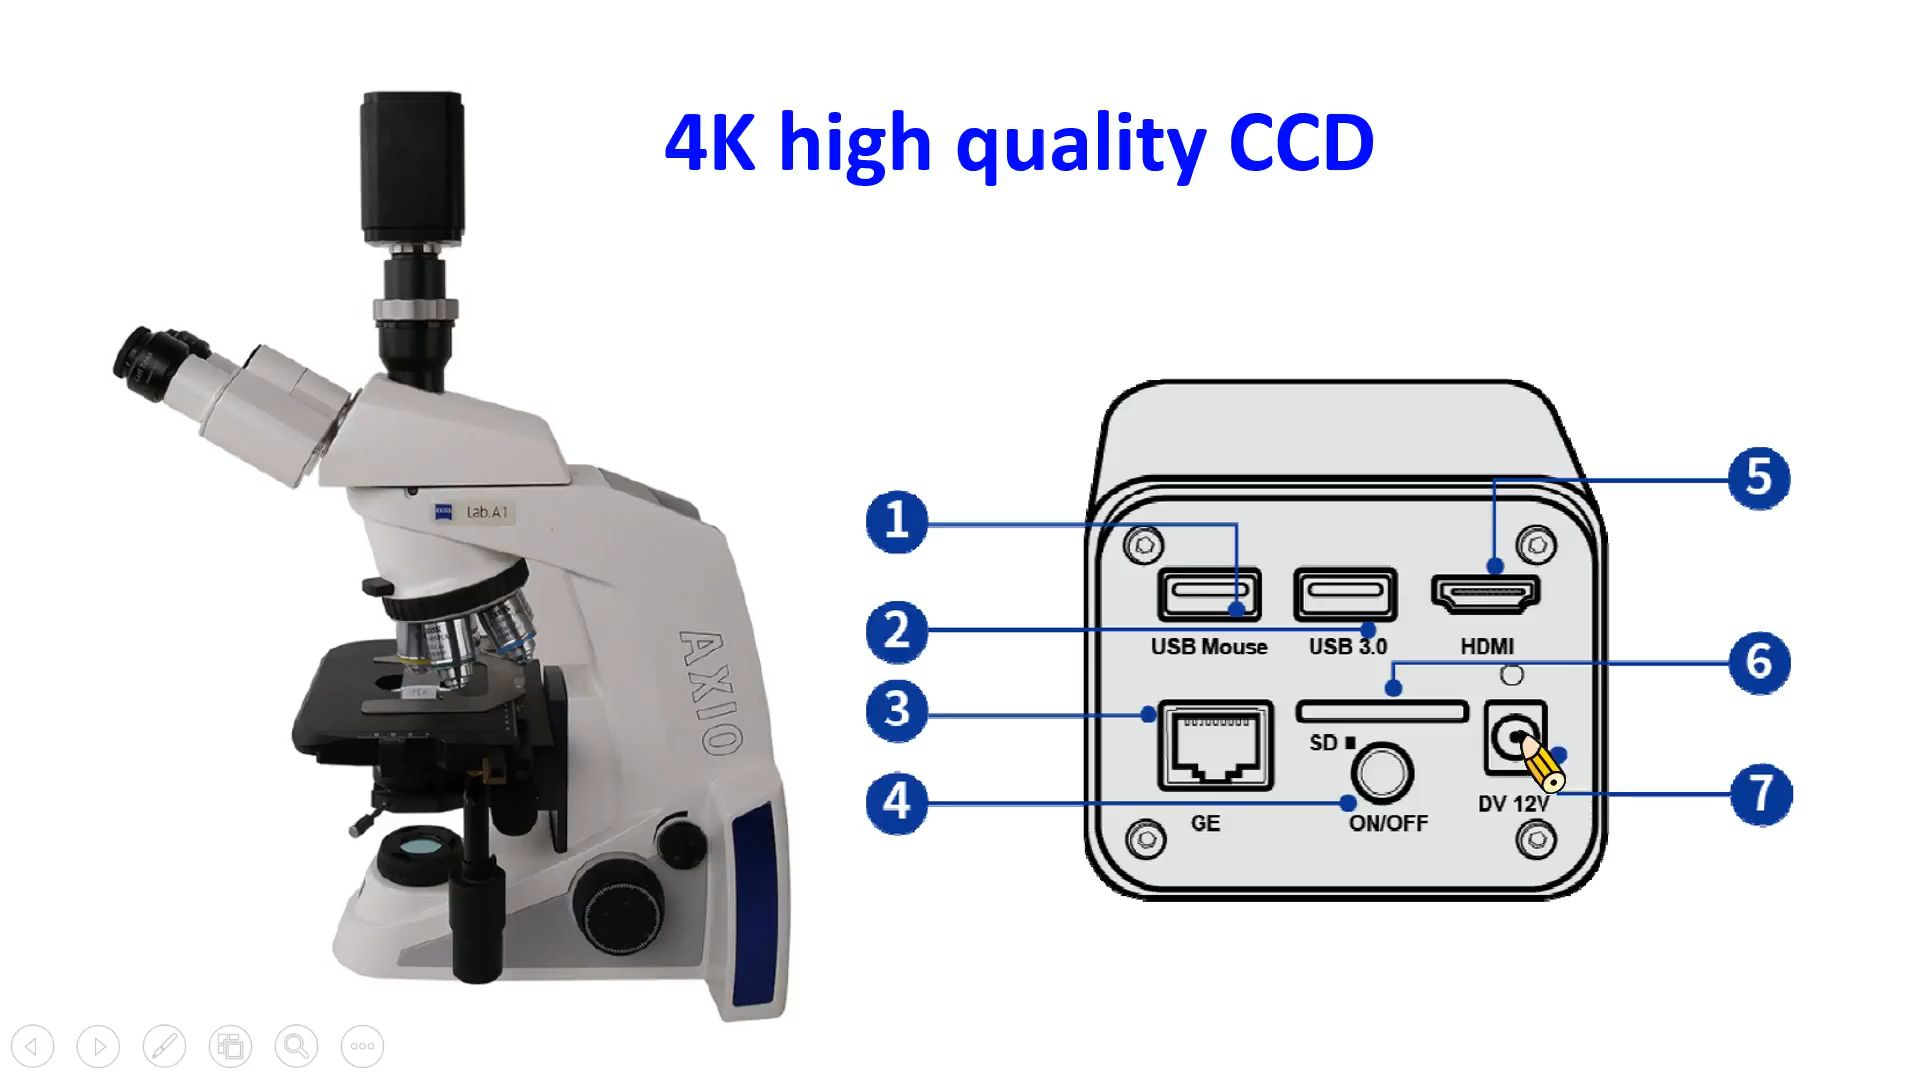 4K high quality CCD
ZEISS Lab.A1
AXIO
1
2
3
4
5
6
7
USB Mouse
USB 3.0
HDMI
SD
DV 12V
GE
ON/OFF